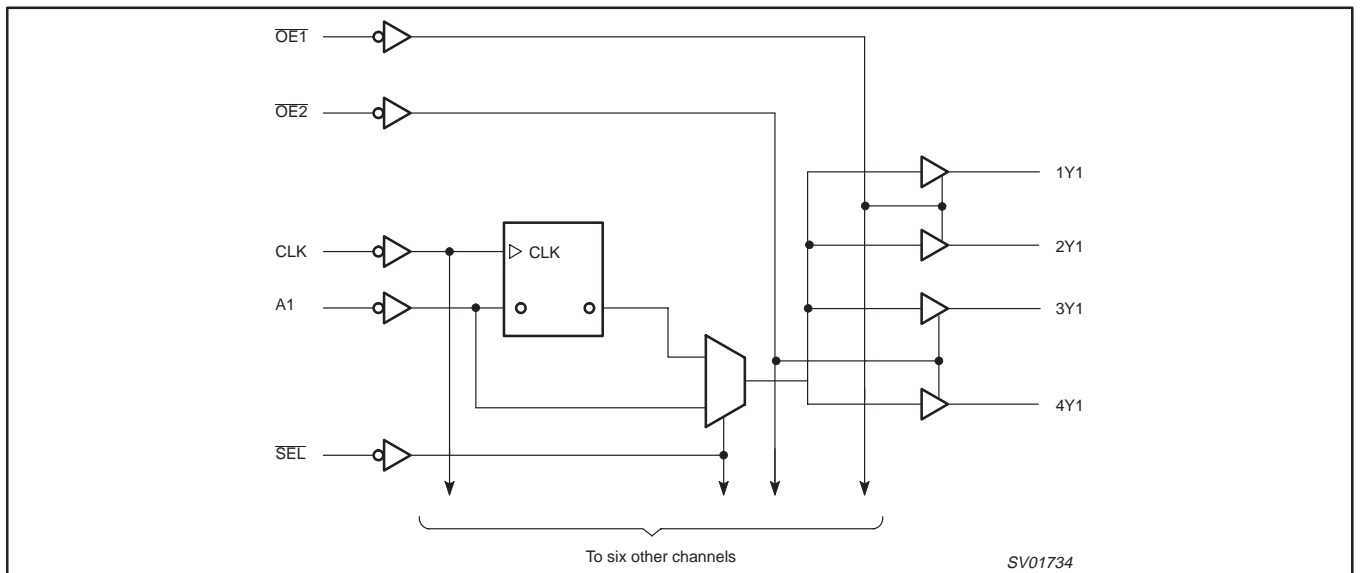 OE1
OE2
1Y1
2Y1
CLK
CLK
A1
3Y1
4Y1
SEL
To six other channels
SV01734